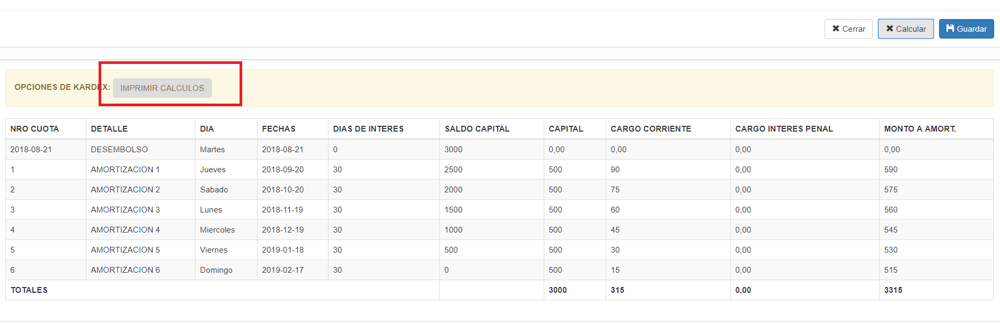 Cerrar Calcular Guardar
OPCIONES DE KARDEX: IMPRIMIR CALCULOS
NRO CUOTA DETALLE DIA FECHAS DIAS DE INTERES SALDO CAPITAL CAPITAL CARGO CORRIENTE CARGO INTERES PENAL MONTO A AMORT.
2018-08-21 DESEMBOLSO Martes 2018-08-21 0 3000 0,00 0,00 0,00 0,00
1 AMORTIZACION 1 Jueves 2018-09-20 30 2500 500 90 0,00 590
2 AMORTIZACION 2 Sabado 2018-10-20 30 2000 500 75 0,00 575
3 AMORTIZACION 3 Lunes 2018-11-19 30 1500 500 60 0,00 560
4 AMORTIZACION 4 Miercoles 2018-12-19 30 1000 500 45 0,00 545
5 AMORTIZACION 5 Viernes 2019-01-18 30 500 500 30 0,00 530
6 AMORTIZACION 6 Domingo 2019-02-17 30 0 500 15 0,00 515
TOTALES 3000 315 0,00 3315